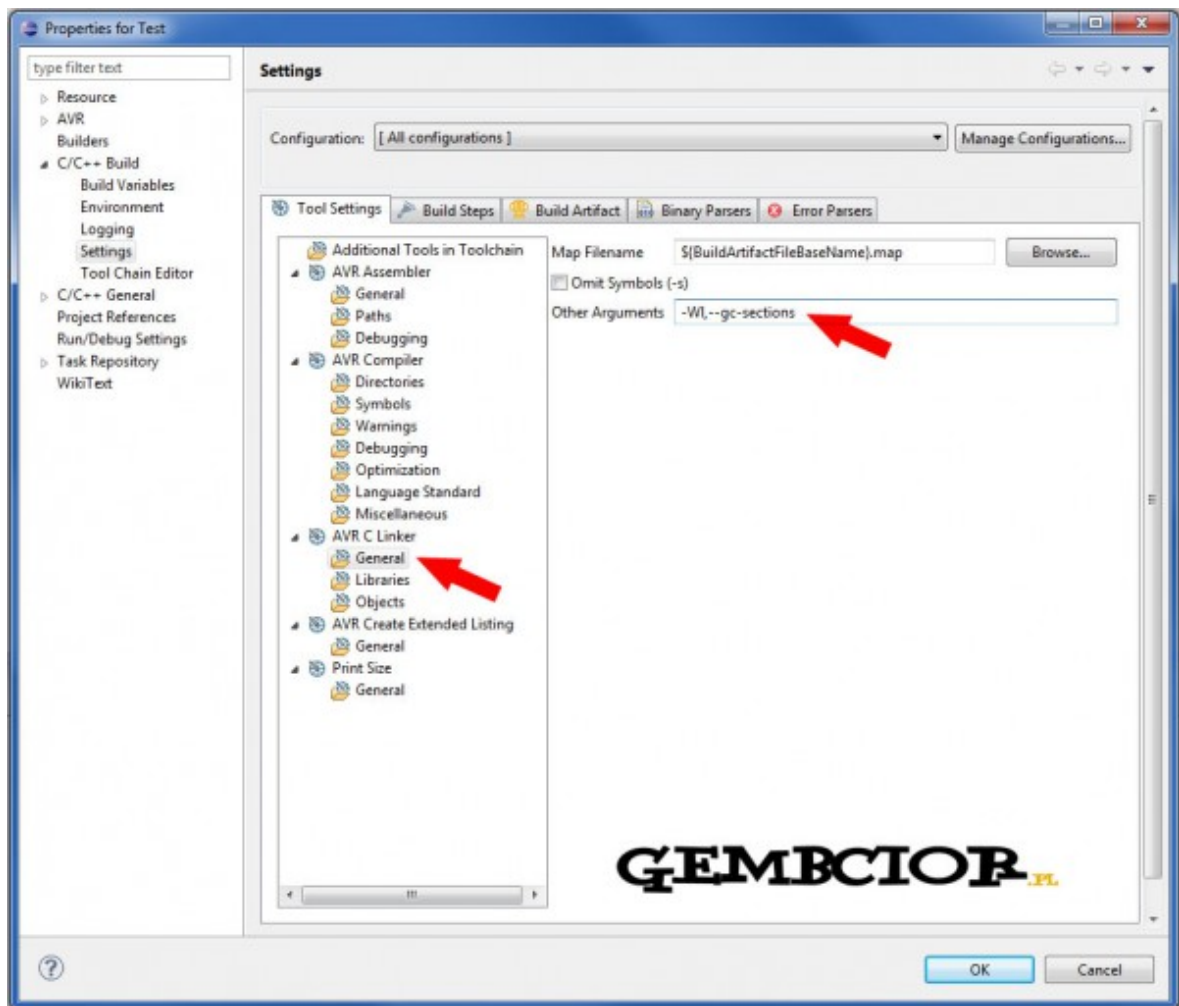 Properties for Test
type filter text
Resource
AVR
Builders
C/C++ Build
Build Variables
Environment
Logging
Settings
Tool Chain Editor
C/C++ General
Project References
Run/Debug Settings
Task Repository
WikiText
Settings
Configuration: [ All configurations ] Manage Configurations...
Tool Settings Build Steps Build Artifact Binary Parsers Error Parsers
Additional Tools in Toolchain
AVR Assembler
General
Paths
Debugging
AVR Compiler
Directories
Symbols
Warnings
Debugging
Optimization
Language Standard
Miscellaneous
AVR C Linker
General
Libraries
Objects
AVR Create Extended Listing
General
Print Size
General
Map Filename ${BuildArtifactFileBaseName}.map Browse...
Omit Symbols (-s)
Other Arguments -Wl,--gc-sections
GEMBCIOR.PL
OK Cancel